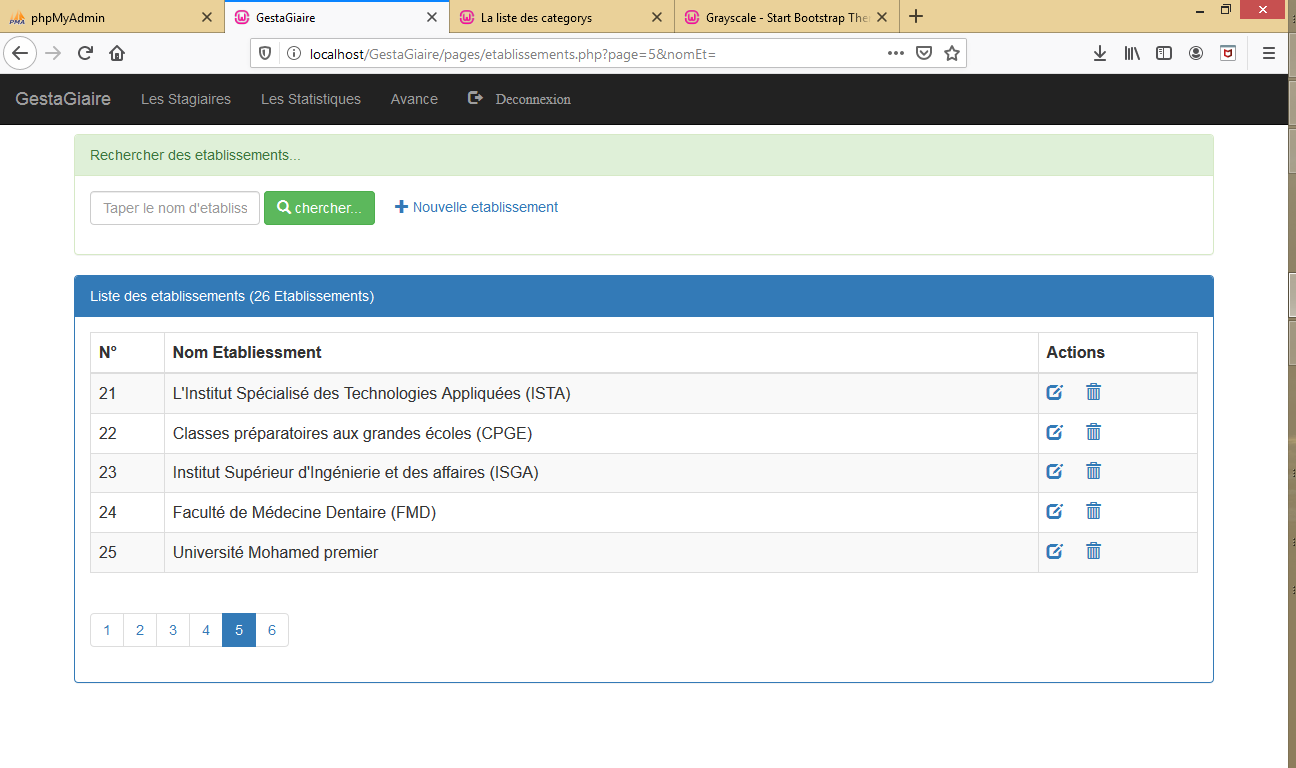 phpMyAdmin
GestaGiaire
La liste des categorys
Grayscale - Start Bootstrap The
localhost/GestaGiaire/pages/etablissements.php?page=5&nomEt=
GestaGiaire Les Stagiaires Les Statistiques Avance Deconnexion
Rechercher des etablissements...
Taper le nom d'etabliss chercher... Nouvelle etablissement
Liste des etablissements (26 Etablissements)
N° Nom Etabliessment Actions
21 L'Institut Spécialisé des Technologies Appliquées (ISTA)
22 Classes préparatoires aux grandes écoles (CPGE)
23 Institut Supérieur d'Ingénierie et des affaires (ISGA)
24 Faculté de Médecine Dentaire (FMD)
25 Université Mohamed premier
1 2 3 4 5 6